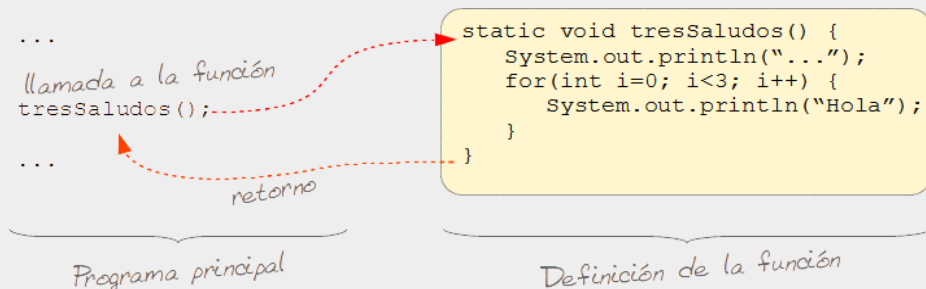 ...
llamada a la función
tresSaludos();
...
retorno
Programa principal
static void tresSaludos() {
System.out.println(“...”);
for(int i=0; i<3; i++) {
System.out.println(“Hola”);
}
}
Definición de la función